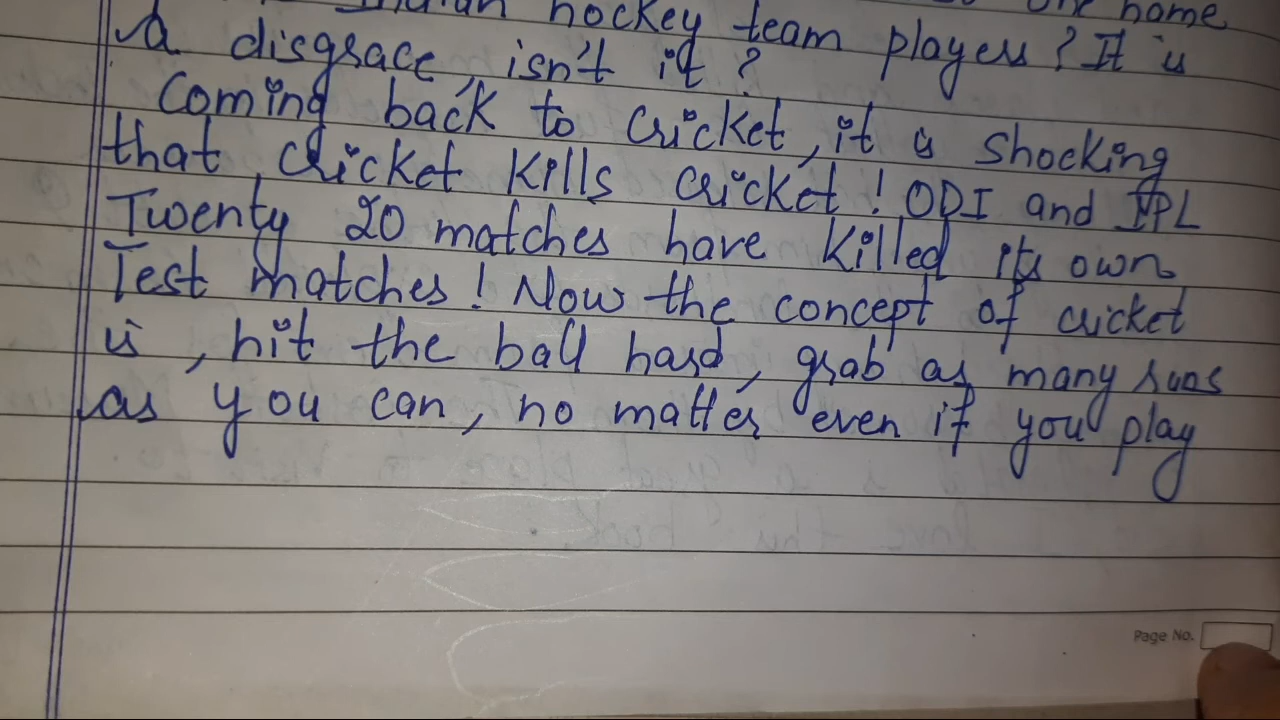 Indian hockey team players? It is
a disgrace, isn't it?
Coming back to cricket, it is shocking
that, cricket kills cricket! ODI and IPL
Twenty 20 matches have killed its own
Test matches! Now the concept of cricket
is, hit the ball hard, grab as many runs
as you can, no matter even if you play
Page No.